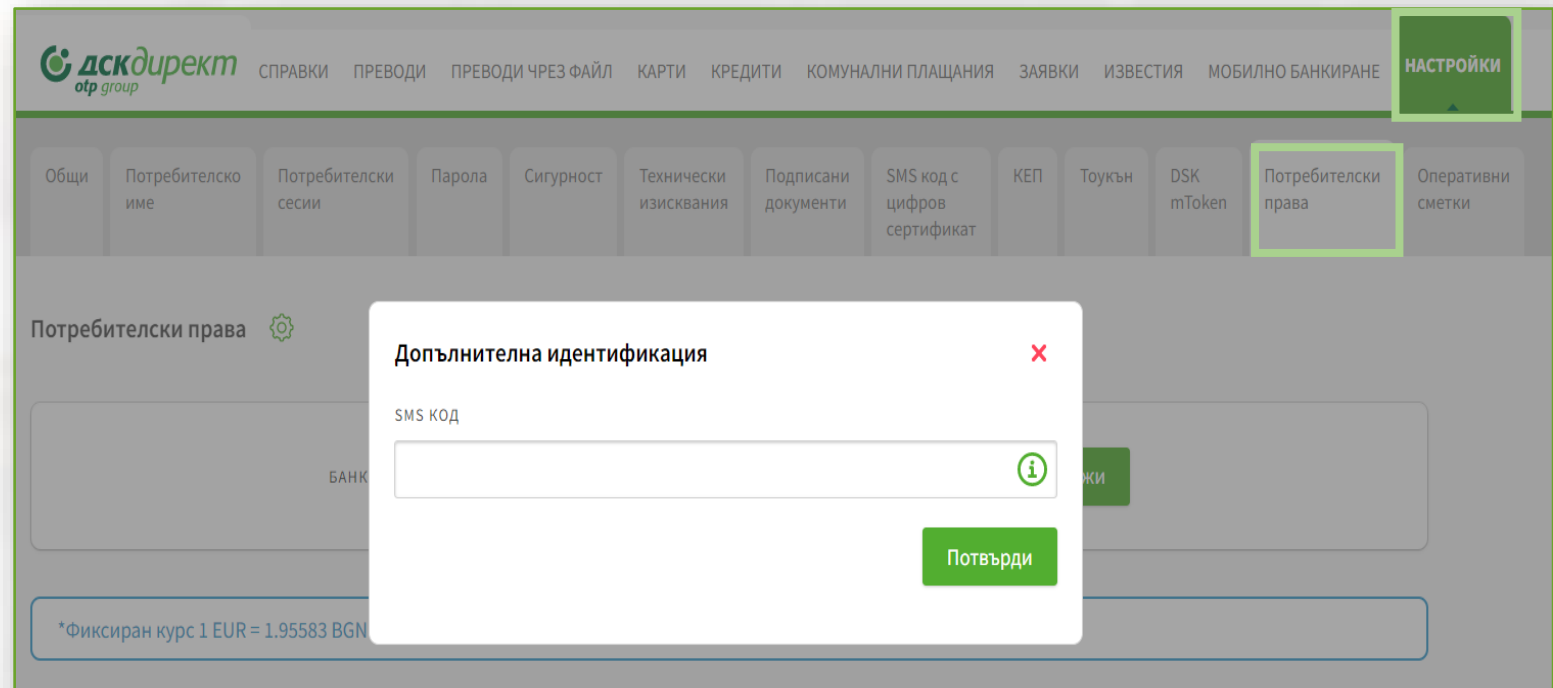 дскдирект
otp group
СПРАВКИ ПРЕВОДИ ПРЕВОДИ ЧРЕЗ ФАЙЛ КАРТИ КРЕДИТИ КОМУНАЛНИ ПЛАЩАНИЯ ЗАЯВКИ ИЗВЕСТИЯ МОБИЛНО БАНКИРАНЕ НАСТРОЙКИ
Общи
Потребителско
име
Потребителски
сесии
Парола
Сигурност
Технически
изисквания
Подписани
документи
SMS код с
цифров
сертификат
КЕП
Тоукън
DSK
mToken
Потребителски
права
Оперативни
сметки
Потребителски права
Допълнителна идентификация
SMS КОД
БАНК
жи
Потвърди
*Фиксиран курс 1 EUR = 1.95583 BGN